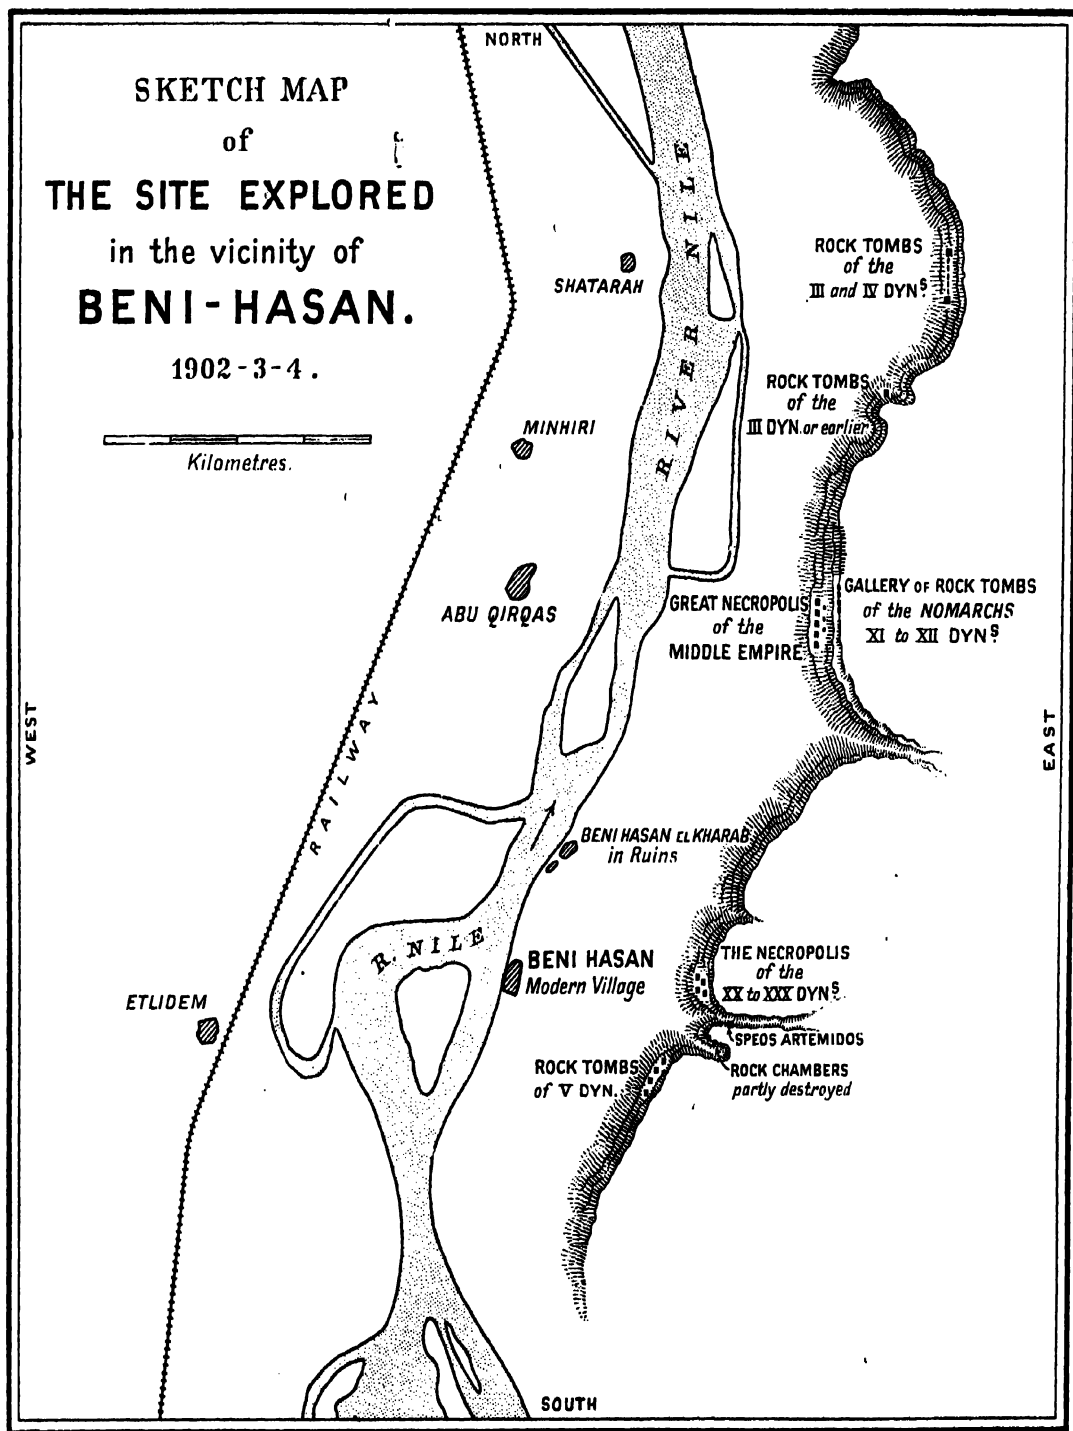 NORTH
SKETCH MAP
of
THE SITE EXPLORED
in the vicinity of
BENI-HASAN.
1902-3-4.
Kilometres.
RIVER NILE
SHATARAH
ROCK TOMBS
of the
III and IV DYNS.
ROCK TOMBS
of the
III DYN. or earlier
MINHIRI
ABU QIRQAS
GREAT NECROPOLIS
of the
MIDDLE EMPIRE
GALLERY OF ROCK TOMBS
of the NOMARCHS
XI to XII DYNS.
WEST
EAST
RAILWAY
BENI HASAN EL KHARAB
in Ruins
R. NILE
BENI HASAN
Modern Village
THE NECROPOLIS
of the
XX to XXX DYNS.
ETLIDEM
SPEOS ARTEMIDOS
ROCK TOMBS
of V DYN.
ROCK CHAMBERS
partly destroyed
SOUTH